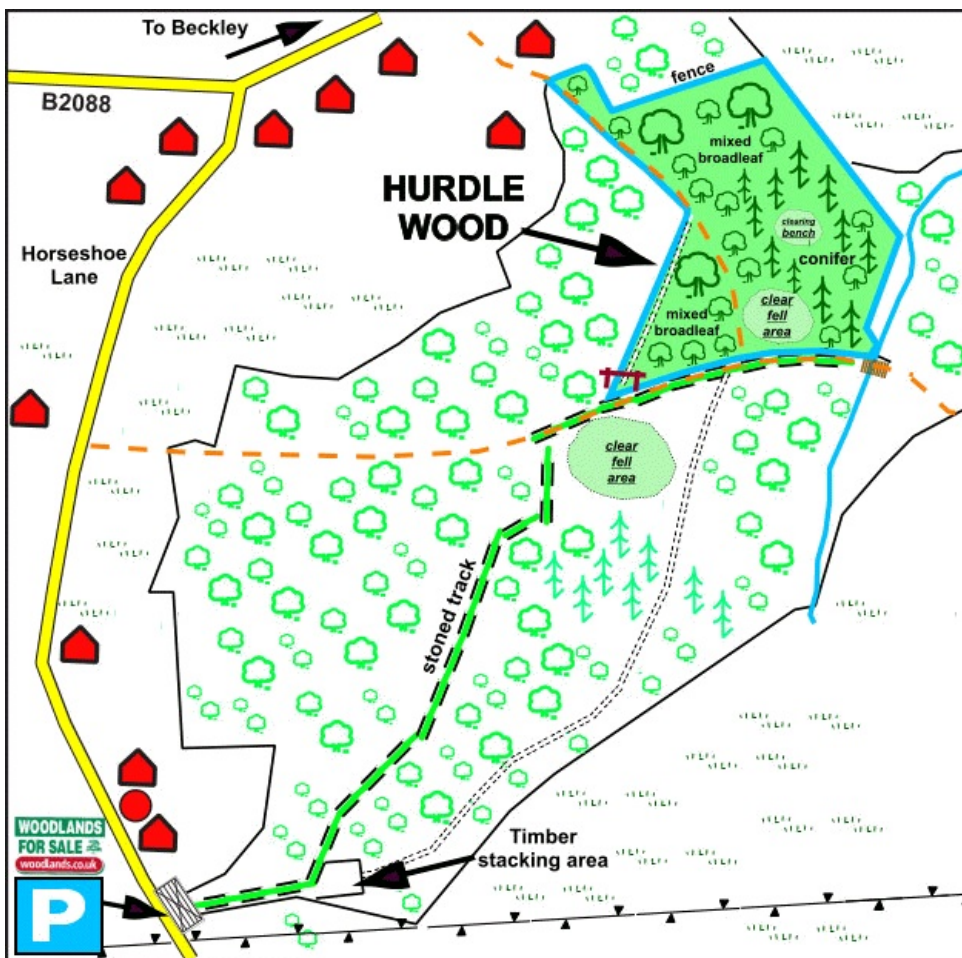 To Beckley
B2088
fence
mixed
broadleaf
HURDLE
WOOD
clearing
bench
conifer
Horseshoe
Lane
clear
fell
area
mixed
broadleaf
clear
fell
area
stoned track
Timber
stacking area
WOODLANDS
FOR SALE
woodlands.co.uk
P